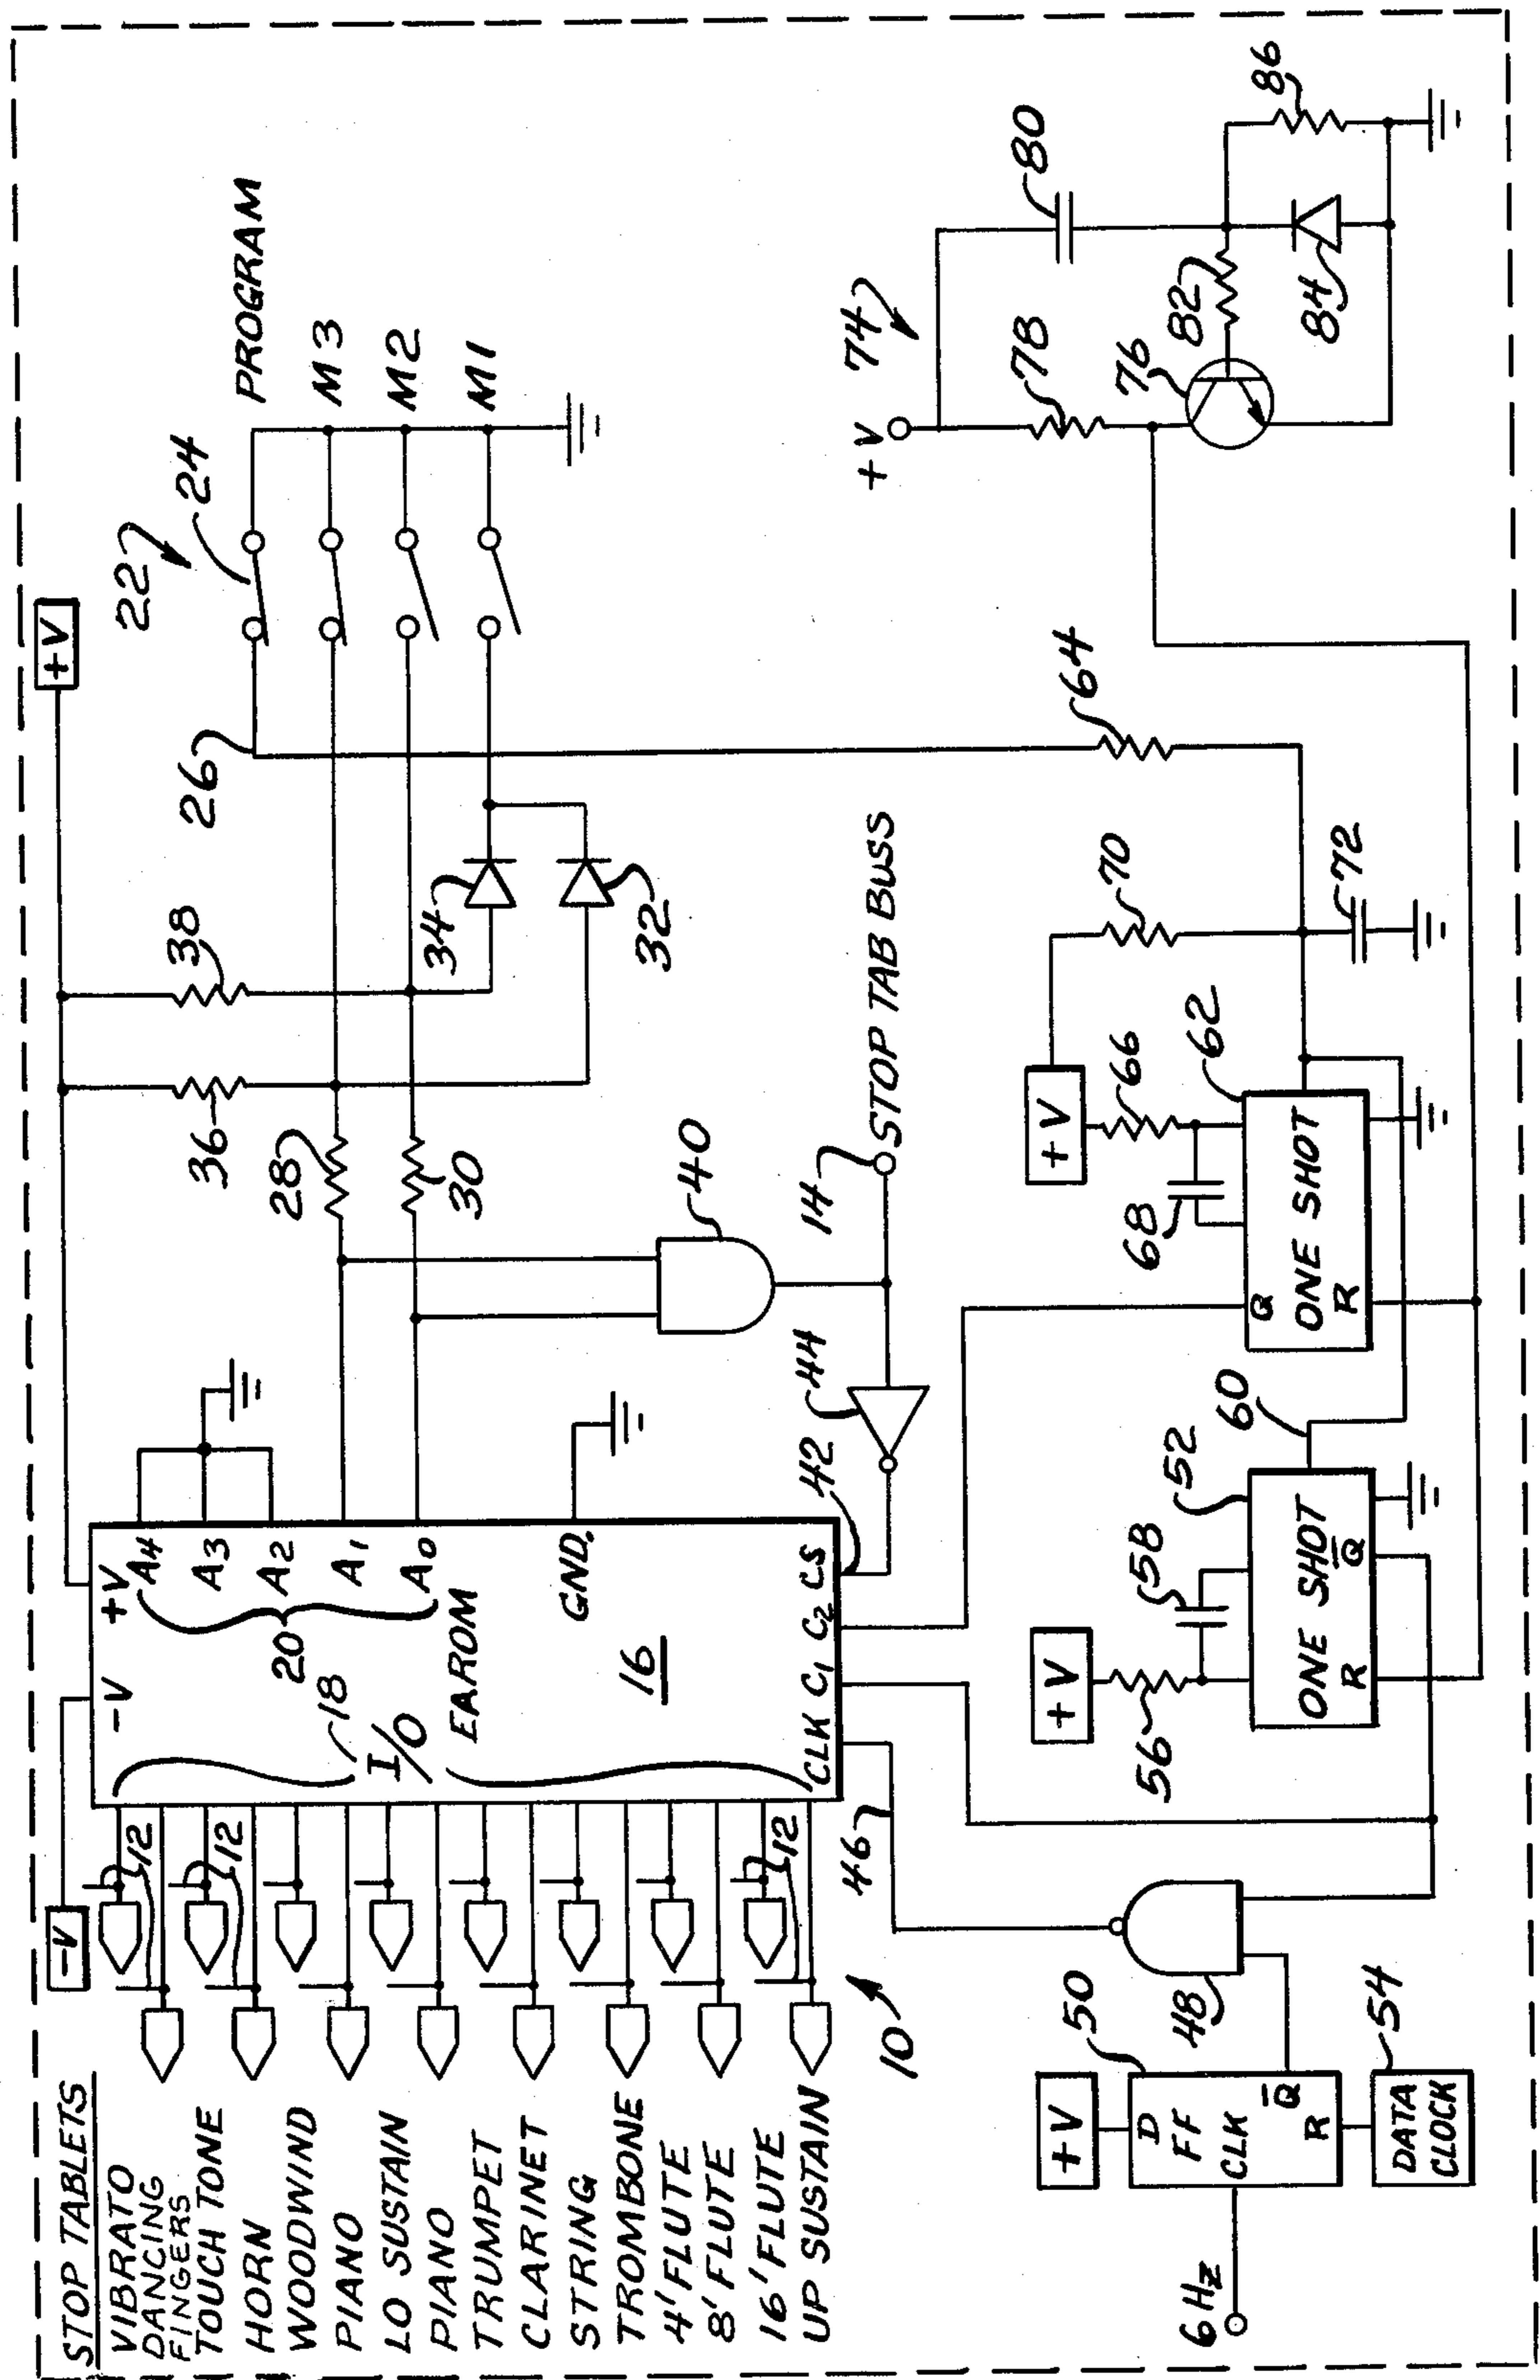 STOP TABLETS
VIBRATO
DANCING
FINGERS
TOUCH TONE
HORN
WOODWIND
PIANO
LO SUSTAIN
PIANO
TRUMPET
CLARINET
STRING
TROMBONE
4' FLUTE
8' FLUTE
16' FLUTE
UP SUSTAIN
-V
12
12
12
10
-V
+V
18
I/O
EAROM
16
20
A4
A3
A2
A1
A0
GND.
CLK
C1
C2
CS
42
44
46
+V
36
38
28
30
40
14
STOP TAB BUSS
34
32
26
22
24
PROGRAM
M3
M2
M1
6 Hz
+V
50
D
FF
CLK
Q̅
R
DATA
CLOCK
54
48
+V
56
58
52
60
ONE SHOT
R
Q̅
+V
66
68
62
Q
ONE SHOT
R
70
72
64
+V
74
78
76
80
82
84
86